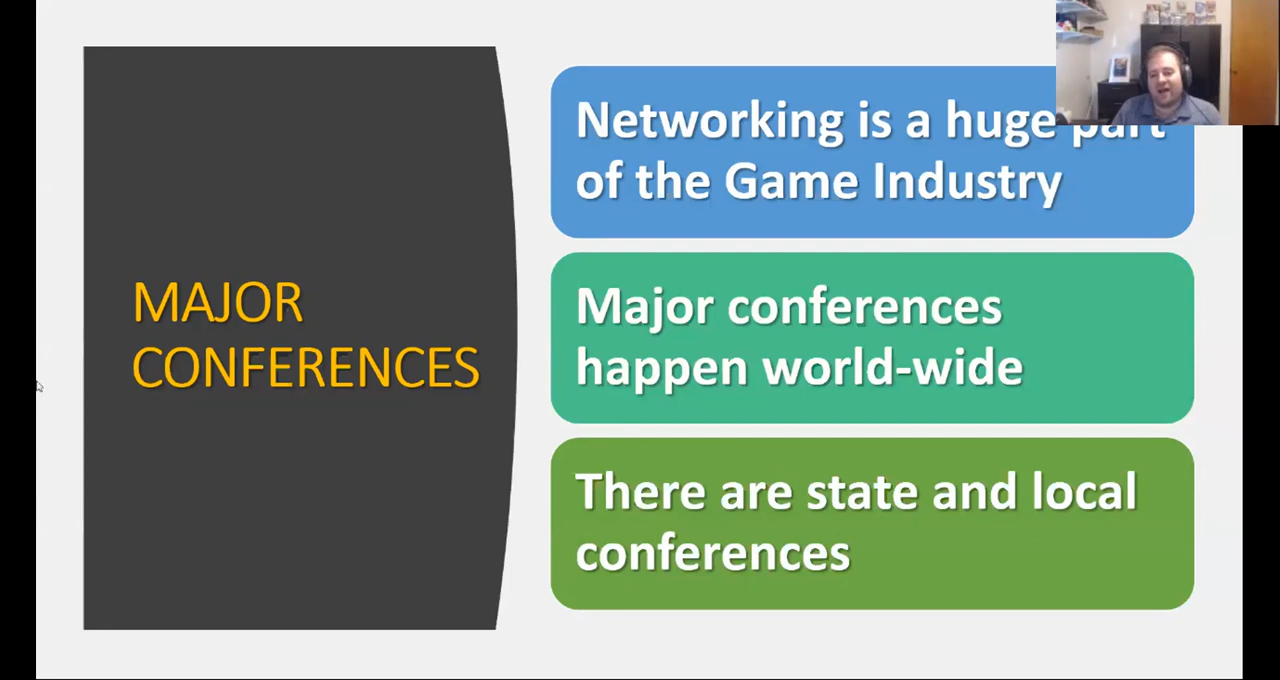 MAJOR
CONFERENCES
Networking is a huge part
of the Game Industry
Major conferences
happen world-wide
There are state and local
conferences